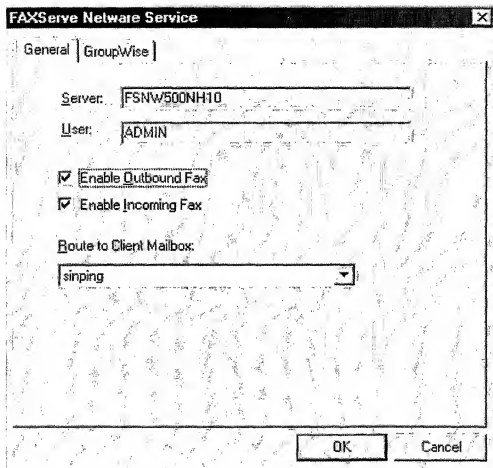 FAXServe Netware Service
General GroupWise
Server: FSNW500NH10
User: ADMIN
Enable Outbound Fax
Enable Incoming Fax
Route to Client Mailbox:
sinping
OK Cancel